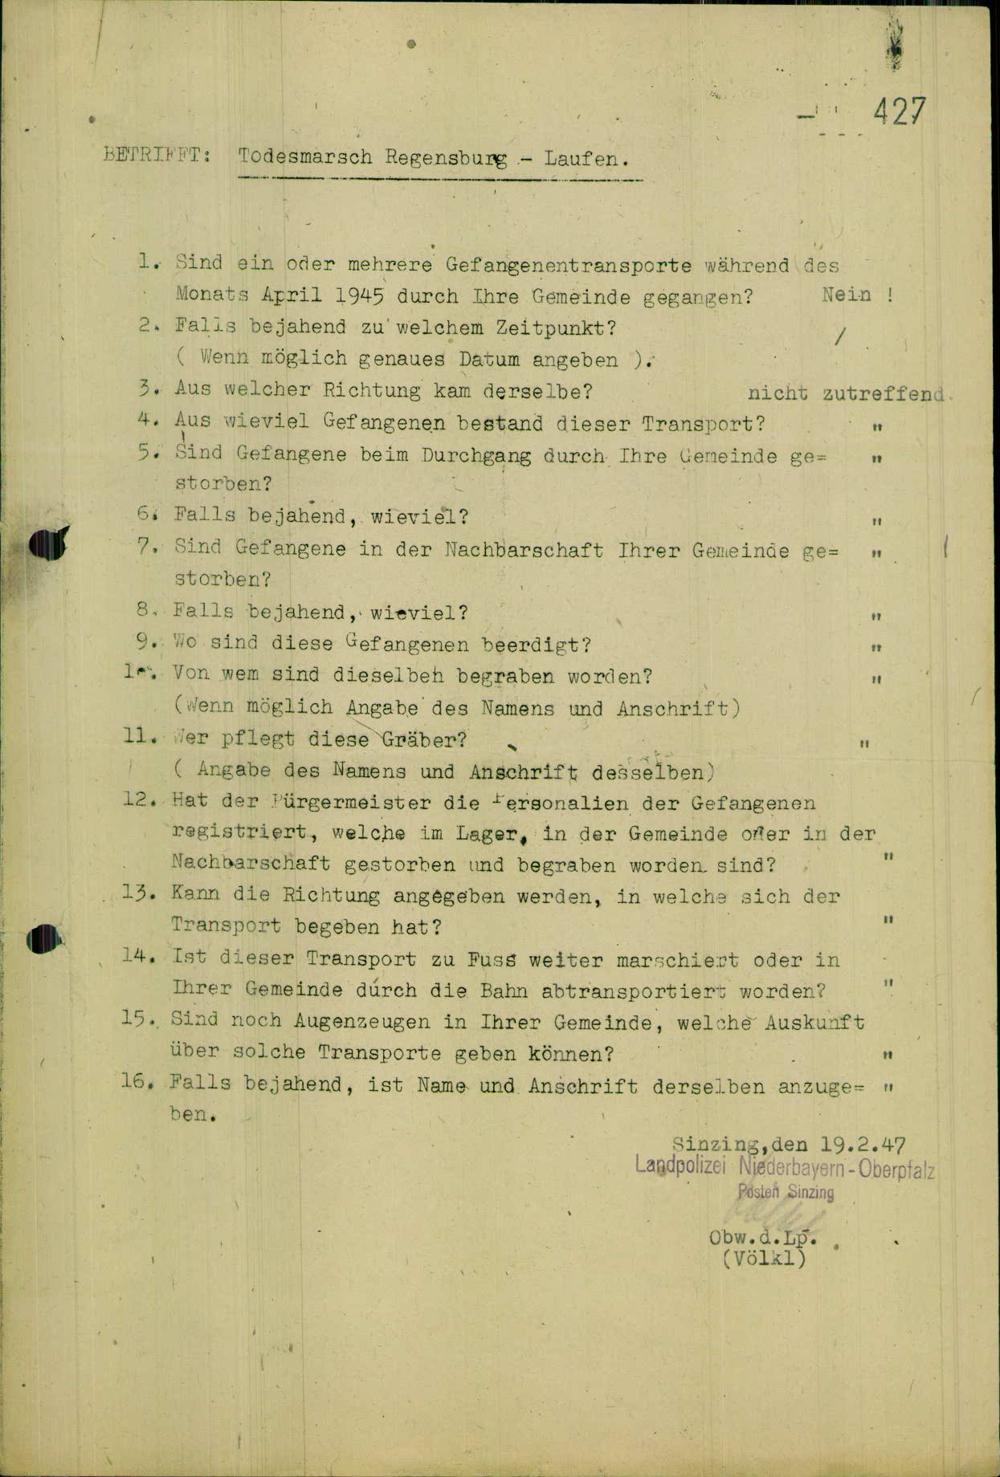 427
BETRIFFT: Todesmarsch Regensburg - Laufen.
1. Sind ein oder mehrere Gefangenentransporte während des
Monats April 1945 durch Ihre Gemeinde gegangen? Nein !
2. Falls bejahend zu welchem Zeitpunkt? /
( Wenn möglich genaues Datum angeben ).
3. Aus welcher Richtung kam derselbe? nicht zutreffend.
4. Aus wieviel Gefangenen bestand dieser Transport? "
5. Sind Gefangene beim Durchgang durch Ihre Gemeinde ge= "
storben?
6. Falls bejahend, wieviel? "
7. Sind Gefangene in der Nachbarschaft Ihrer Gemeinde ge= "
storben?
8. Falls bejahend, wieviel? "
9. Wo sind diese Gefangenen beerdigt? "
10. Von wem sind dieselbeh begraben worden? "
(Wenn möglich Angabe des Namens und Anschrift)
11. Wer pflegt diese Gräber? "
( Angabe des Namens und Anschrift desselben)
12. Hat der Bürgermeister die Personalien der Gefangenen
registriert, welche im Lager, in der Gemeinde oder in der
Nachbarschaft gestorben und begraben worden sind? "
13. Kann die Richtung angegeben werden, in welche sich der
Transport begeben hat? "
14. Ist dieser Transport zu Fuss weiter marschiert oder in
Ihrer Gemeinde durch die Bahn abtransportiert worden? "
15. Sind noch Augenzeugen in Ihrer Gemeinde, welche Auskunft
über solche Transporte geben können? "
16. Falls bejahend, ist Name und Anschrift derselben anzuge= "
ben.
Sinzing,den 19.2.47
Landpolizei Niederbayern-Oberpfalz
Posten Sinzing
Obw.d.Lp.
(Völkl)